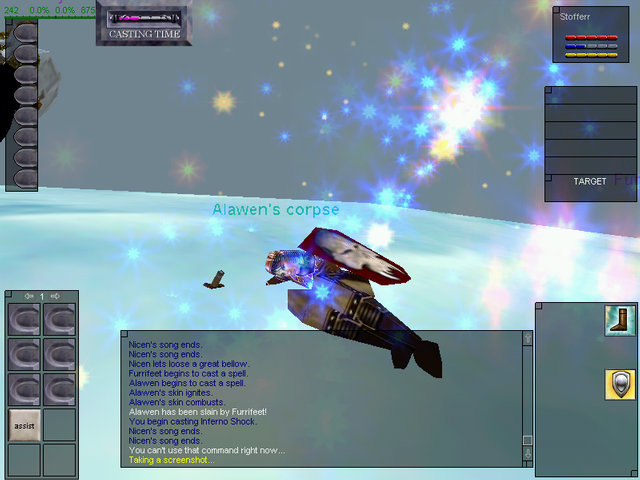 242 0.0% 0.0% 875
CASTING TIME
Stofferr
TARGET
Fur
Alawen's corpse
1
assist
Nicen's song ends.
Nicen's song ends.
Nicen lets loose a great bellow.
Furrifeet begins to cast a spell.
Alawen begins to cast a spell.
Alawen's skin ignites.
Alawen's skin combusts.
Alawen has been slain by Furrifeet!
You begin casting Inferno Shock.
Nicen's song ends.
Nicen's song ends.
You can't use that command right now...
Taking a screenshot...